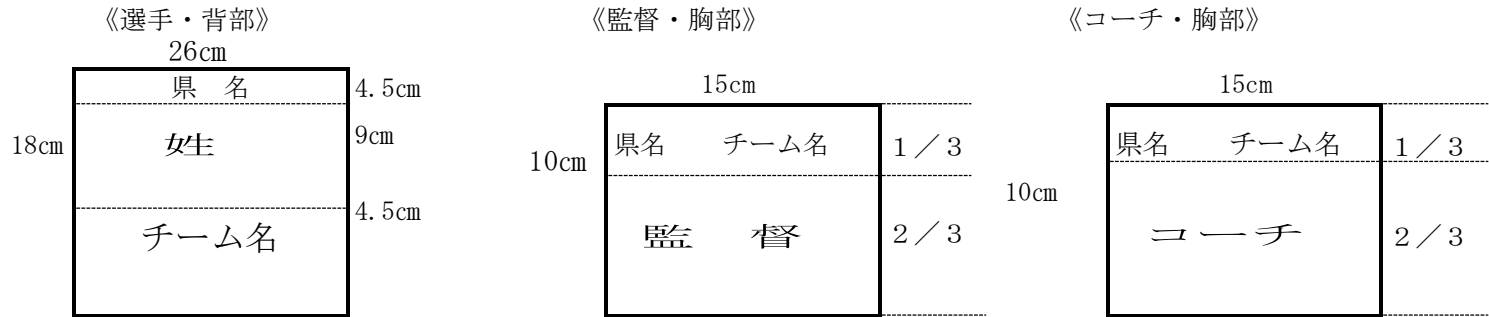 《選手・背部》
26cm
県 名
4.5cm
18cm
姓
9cm
チーム名
4.5cm
《監督・胸部》
15cm
10cm
県名 チーム名
1／3
監 督
2／3
《コーチ・胸部》
15cm
10cm
県名 チーム名
1／3
コーチ
2／3